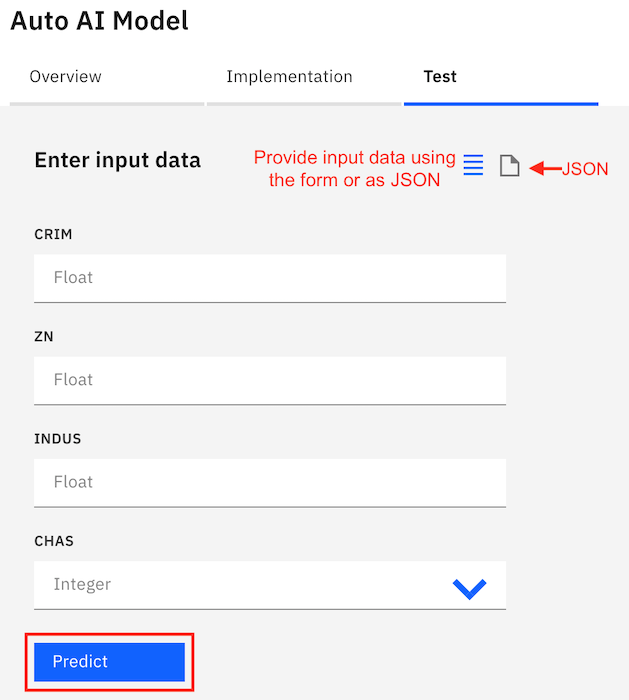 Auto AI Model
Overview
Implementation
Test
Enter input data
Provide input data using
the form or as JSON
JSON
CRIM
Float
ZN
Float
INDUS
Float
CHAS
Integer
Predict